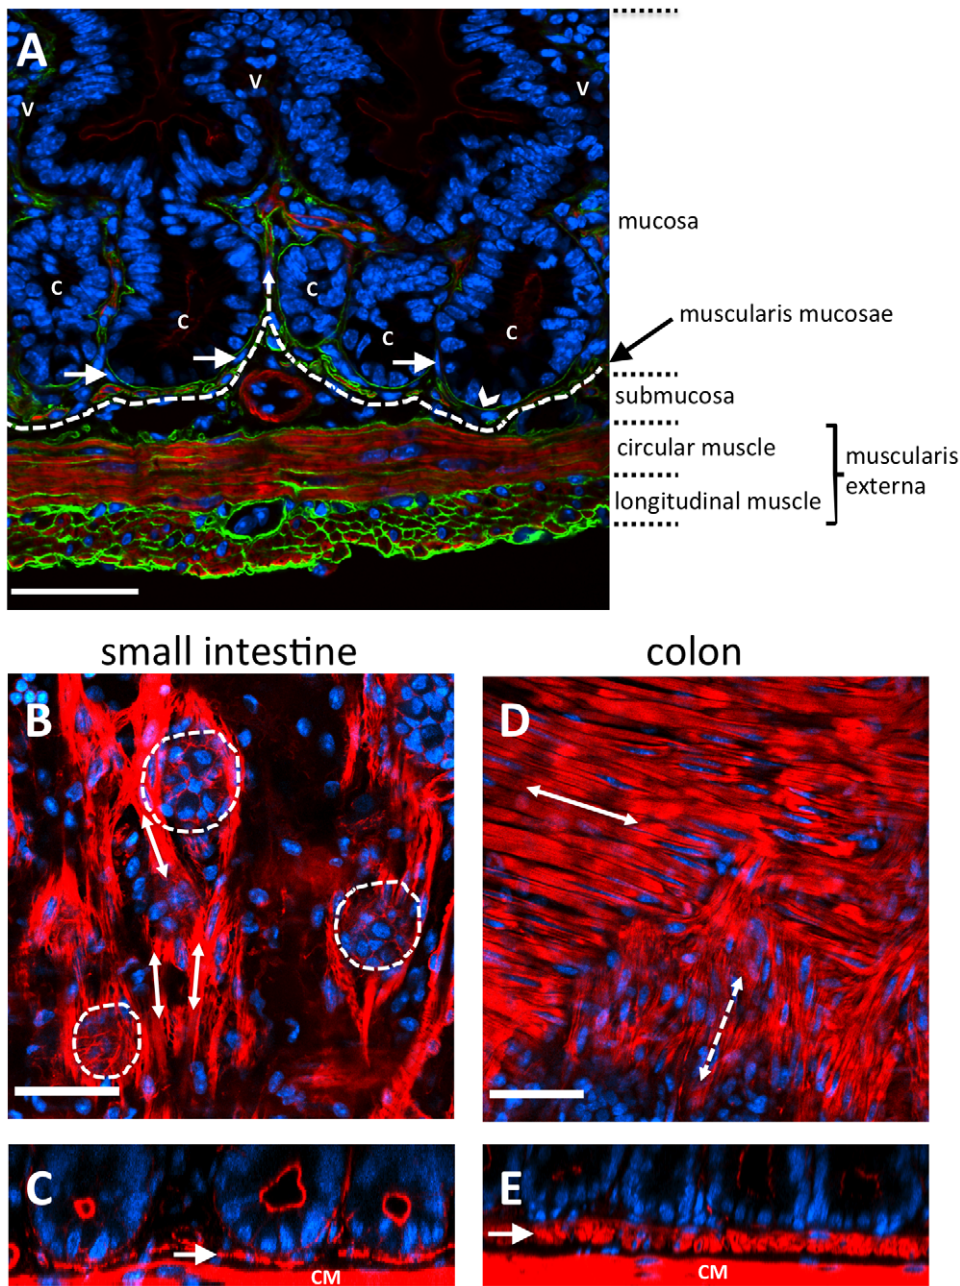 A
V
V
V
mucosa
C
C
C
C
C
muscularis mucosae
submucosa
circular muscle
muscularis
externa
longitudinal muscle
small intestine
colon
B
D
C
CM
E
CM